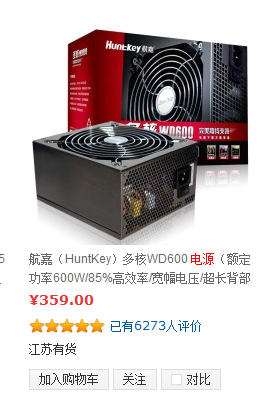 Huntkey 航嘉
多核 WD600
5
航嘉（HuntKey）多核WD600 电源（额定
功率600W/85%高效率/宽幅电压/超长背部
¥359.00
已有6273人评价
江苏有货
加入购物车
关注
对比